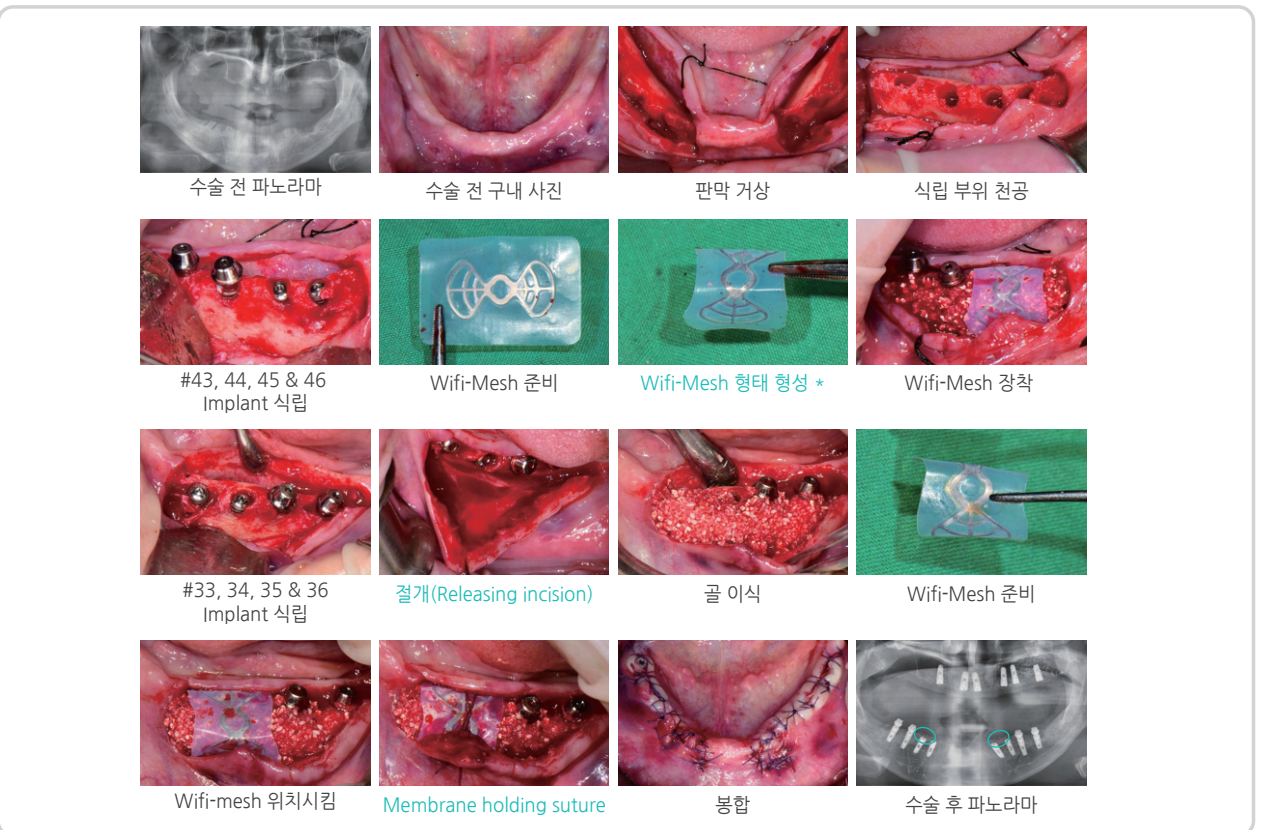 수술 전 파노라마
수술 전 구내 사진
판막 거상
식립 부위 천공
#43, 44, 45 & 46
Implant 식립
Wifi-Mesh 준비
Wifi-Mesh 형태 형성 *
Wifi-Mesh 장착
#33, 34, 35 & 36
Implant 식립
절개(Releasing incision)
골 이식
Wifi-Mesh 준비
Wifi-mesh 위치시킴
Membrane holding suture
봉합
수술 후 파노라마